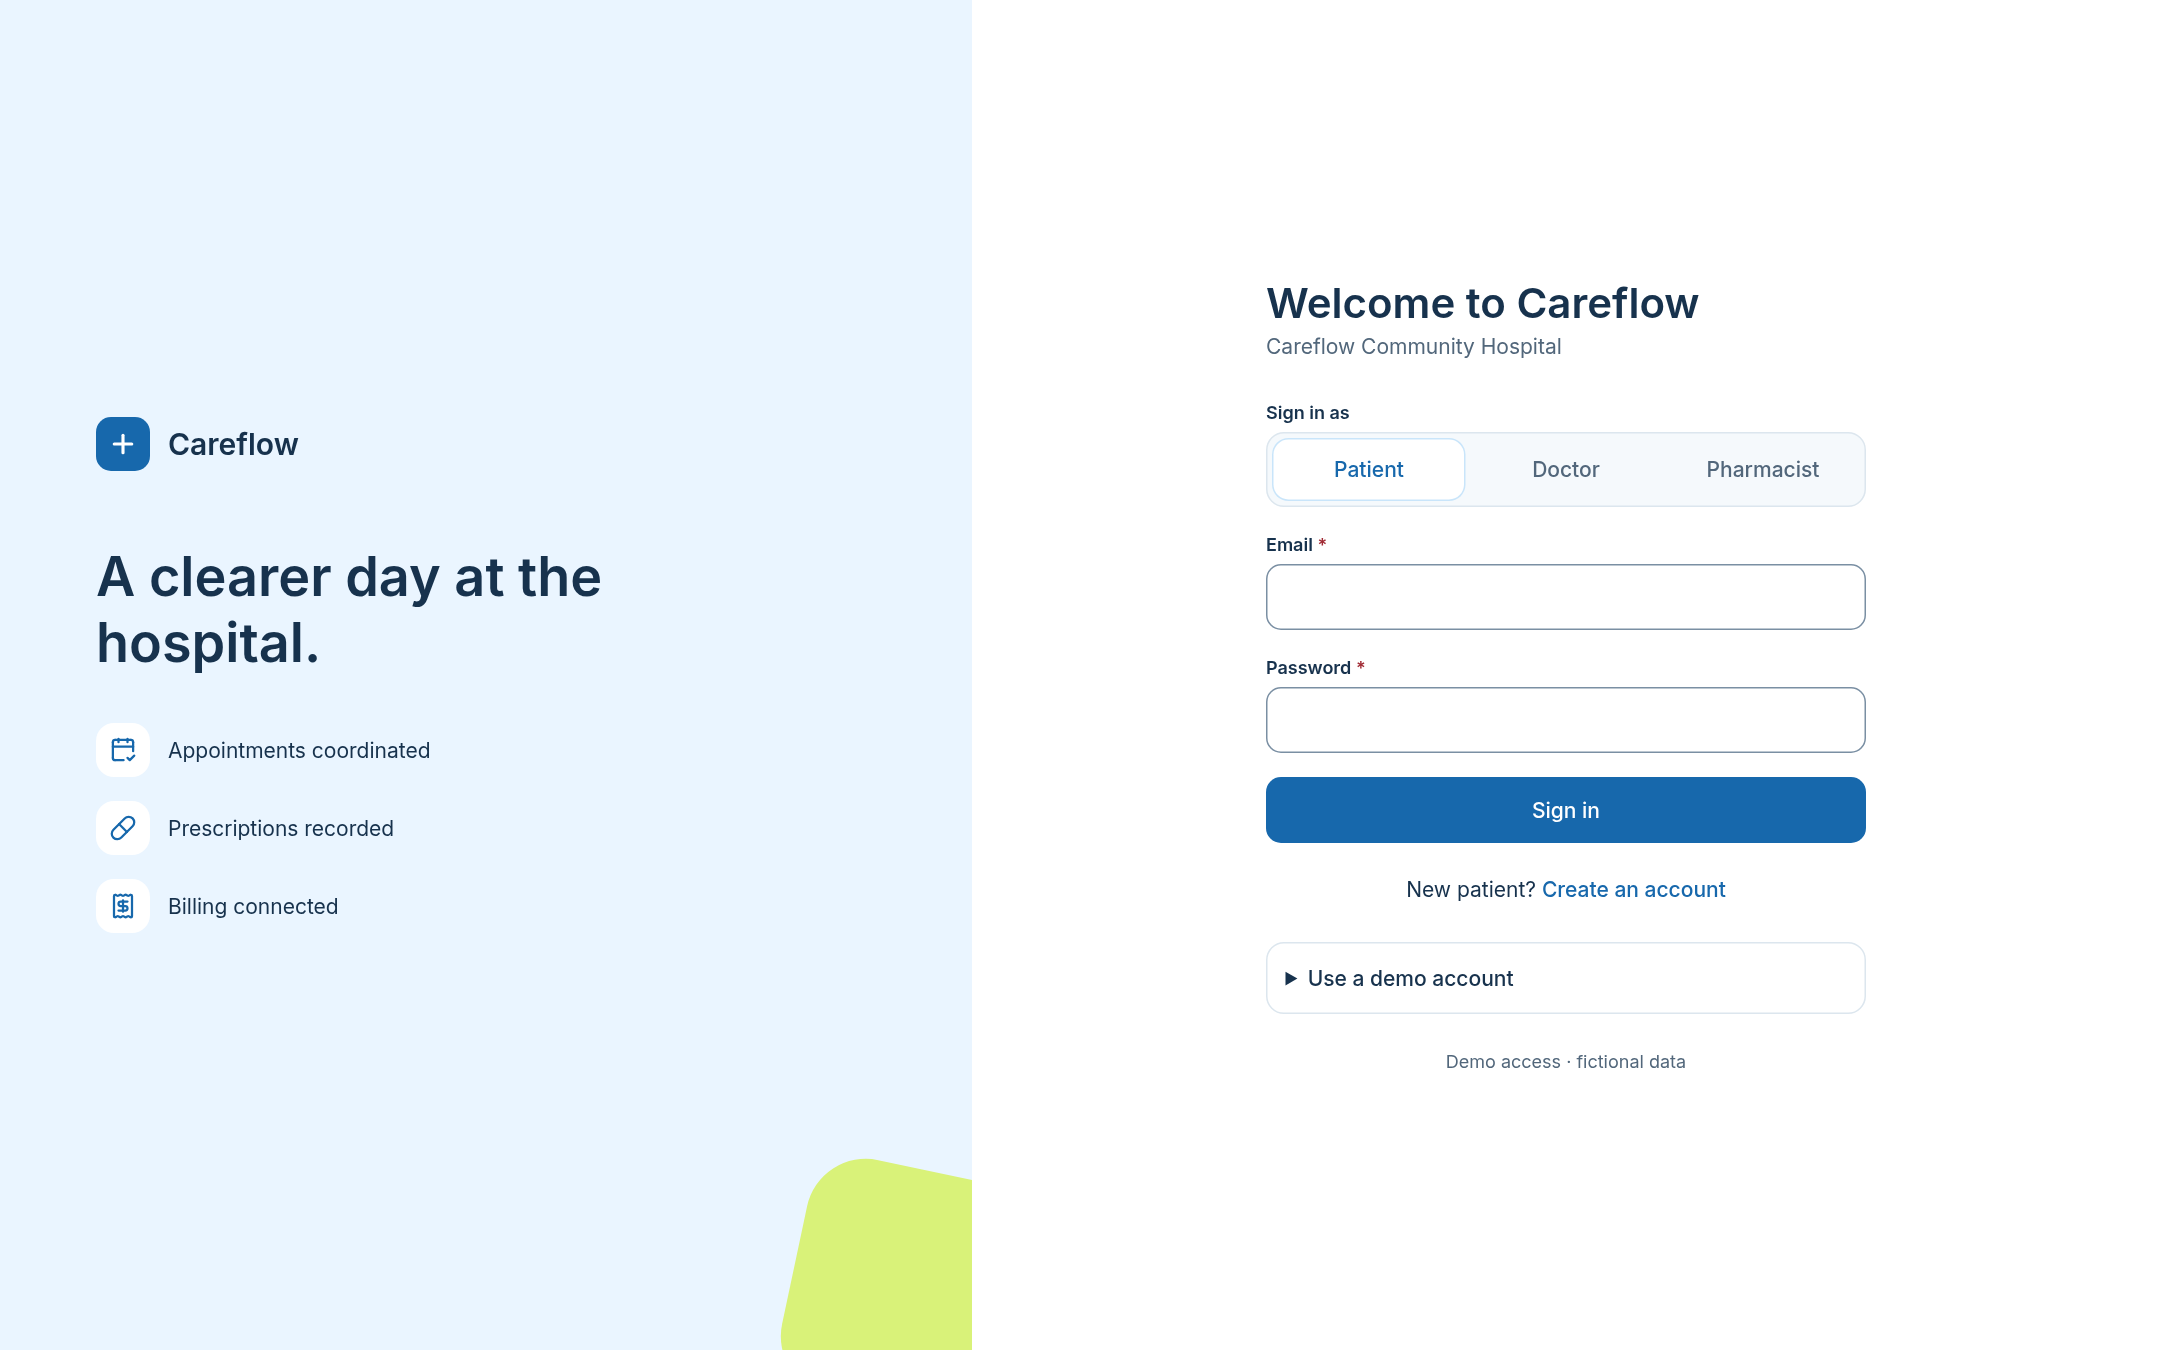 Careflow
A clearer day at the
hospital.
Appointments coordinated
Prescriptions recorded
Billing connected
Welcome to Careflow
Careflow Community Hospital
Sign in as
Patient Doctor Pharmacist
Email *
Password *
Sign in
New patient? Create an account
Use a demo account
Demo access · fictional data